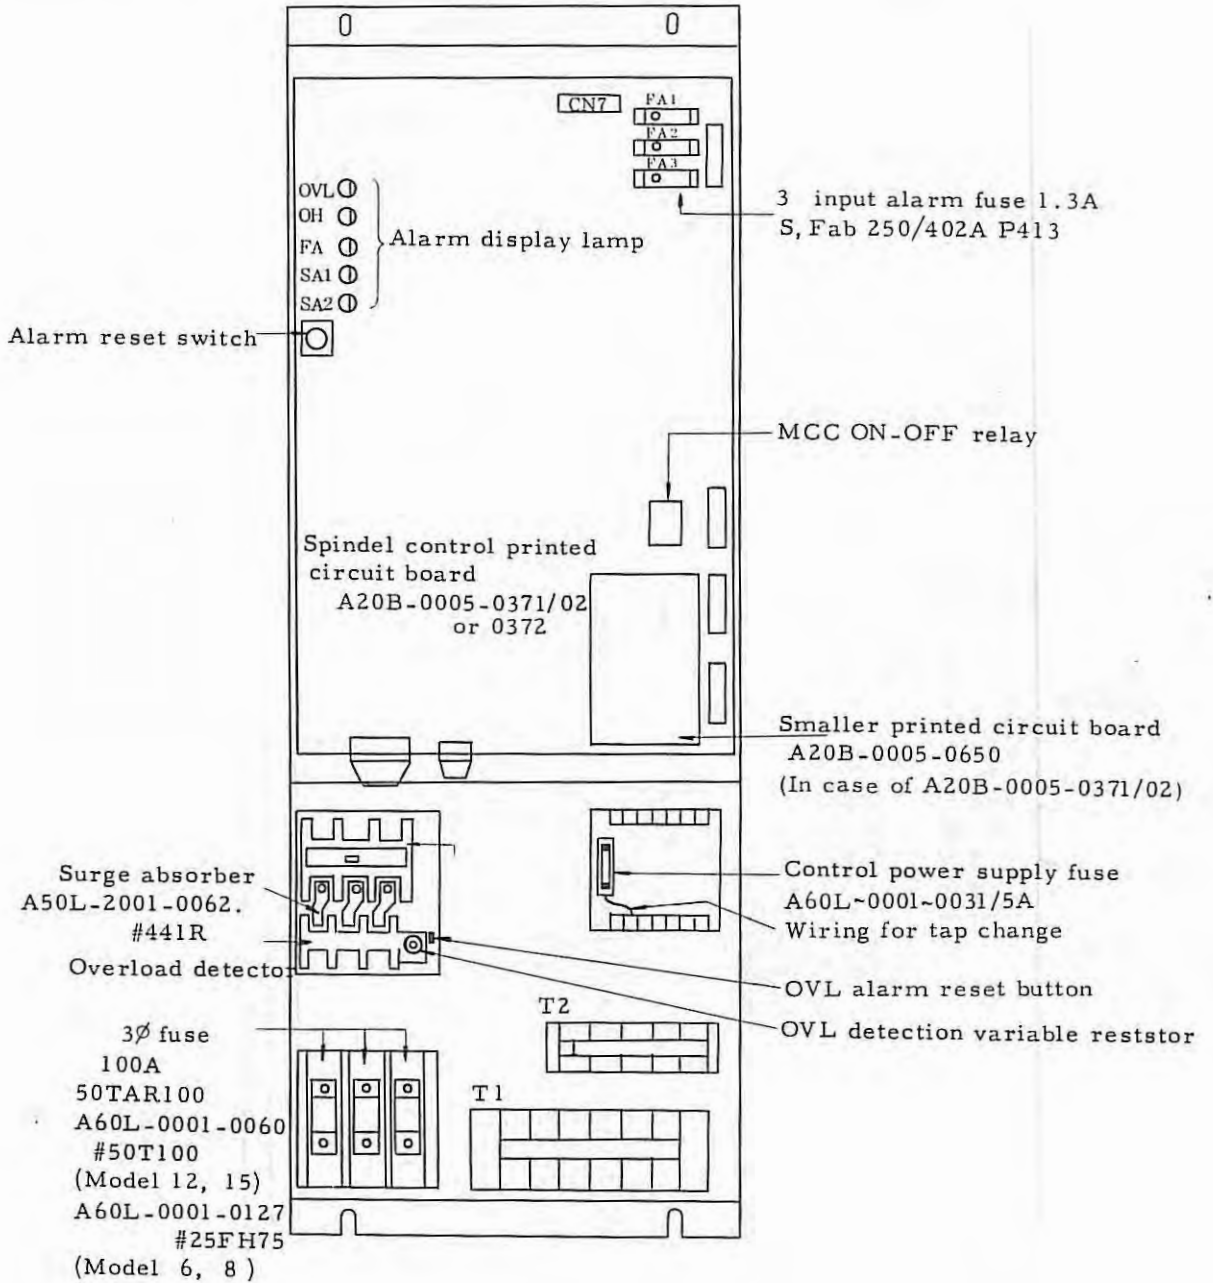 CN7
FA1
FA2
FA3
3 input alarm fuse 1.3A
S, Fab 250/402A P413
OVL
OH
FA
SA1
SA2
Alarm display lamp
Alarm reset switch
MCC ON-OFF relay
Spindel control printed
circuit board
A20B-0005-0371/02
or 0372
Smaller printed circuit board
A20B-0005-0650
(In case of A20B-0005-0371/02)
Surge absorber
A50L-2001-0062.
#441R
Overload detector
Control power supply fuse
A60L~0001~0031/5A
Wiring for tap change
OVL alarm reset button
OVL detection variable reststor
T2
T1
3Ø fuse
100A
50TAR100
A60L-0001-0060
#50T100
(Model 12, 15)
A60L-0001-0127
#25FH75
(Model 6, 8 )